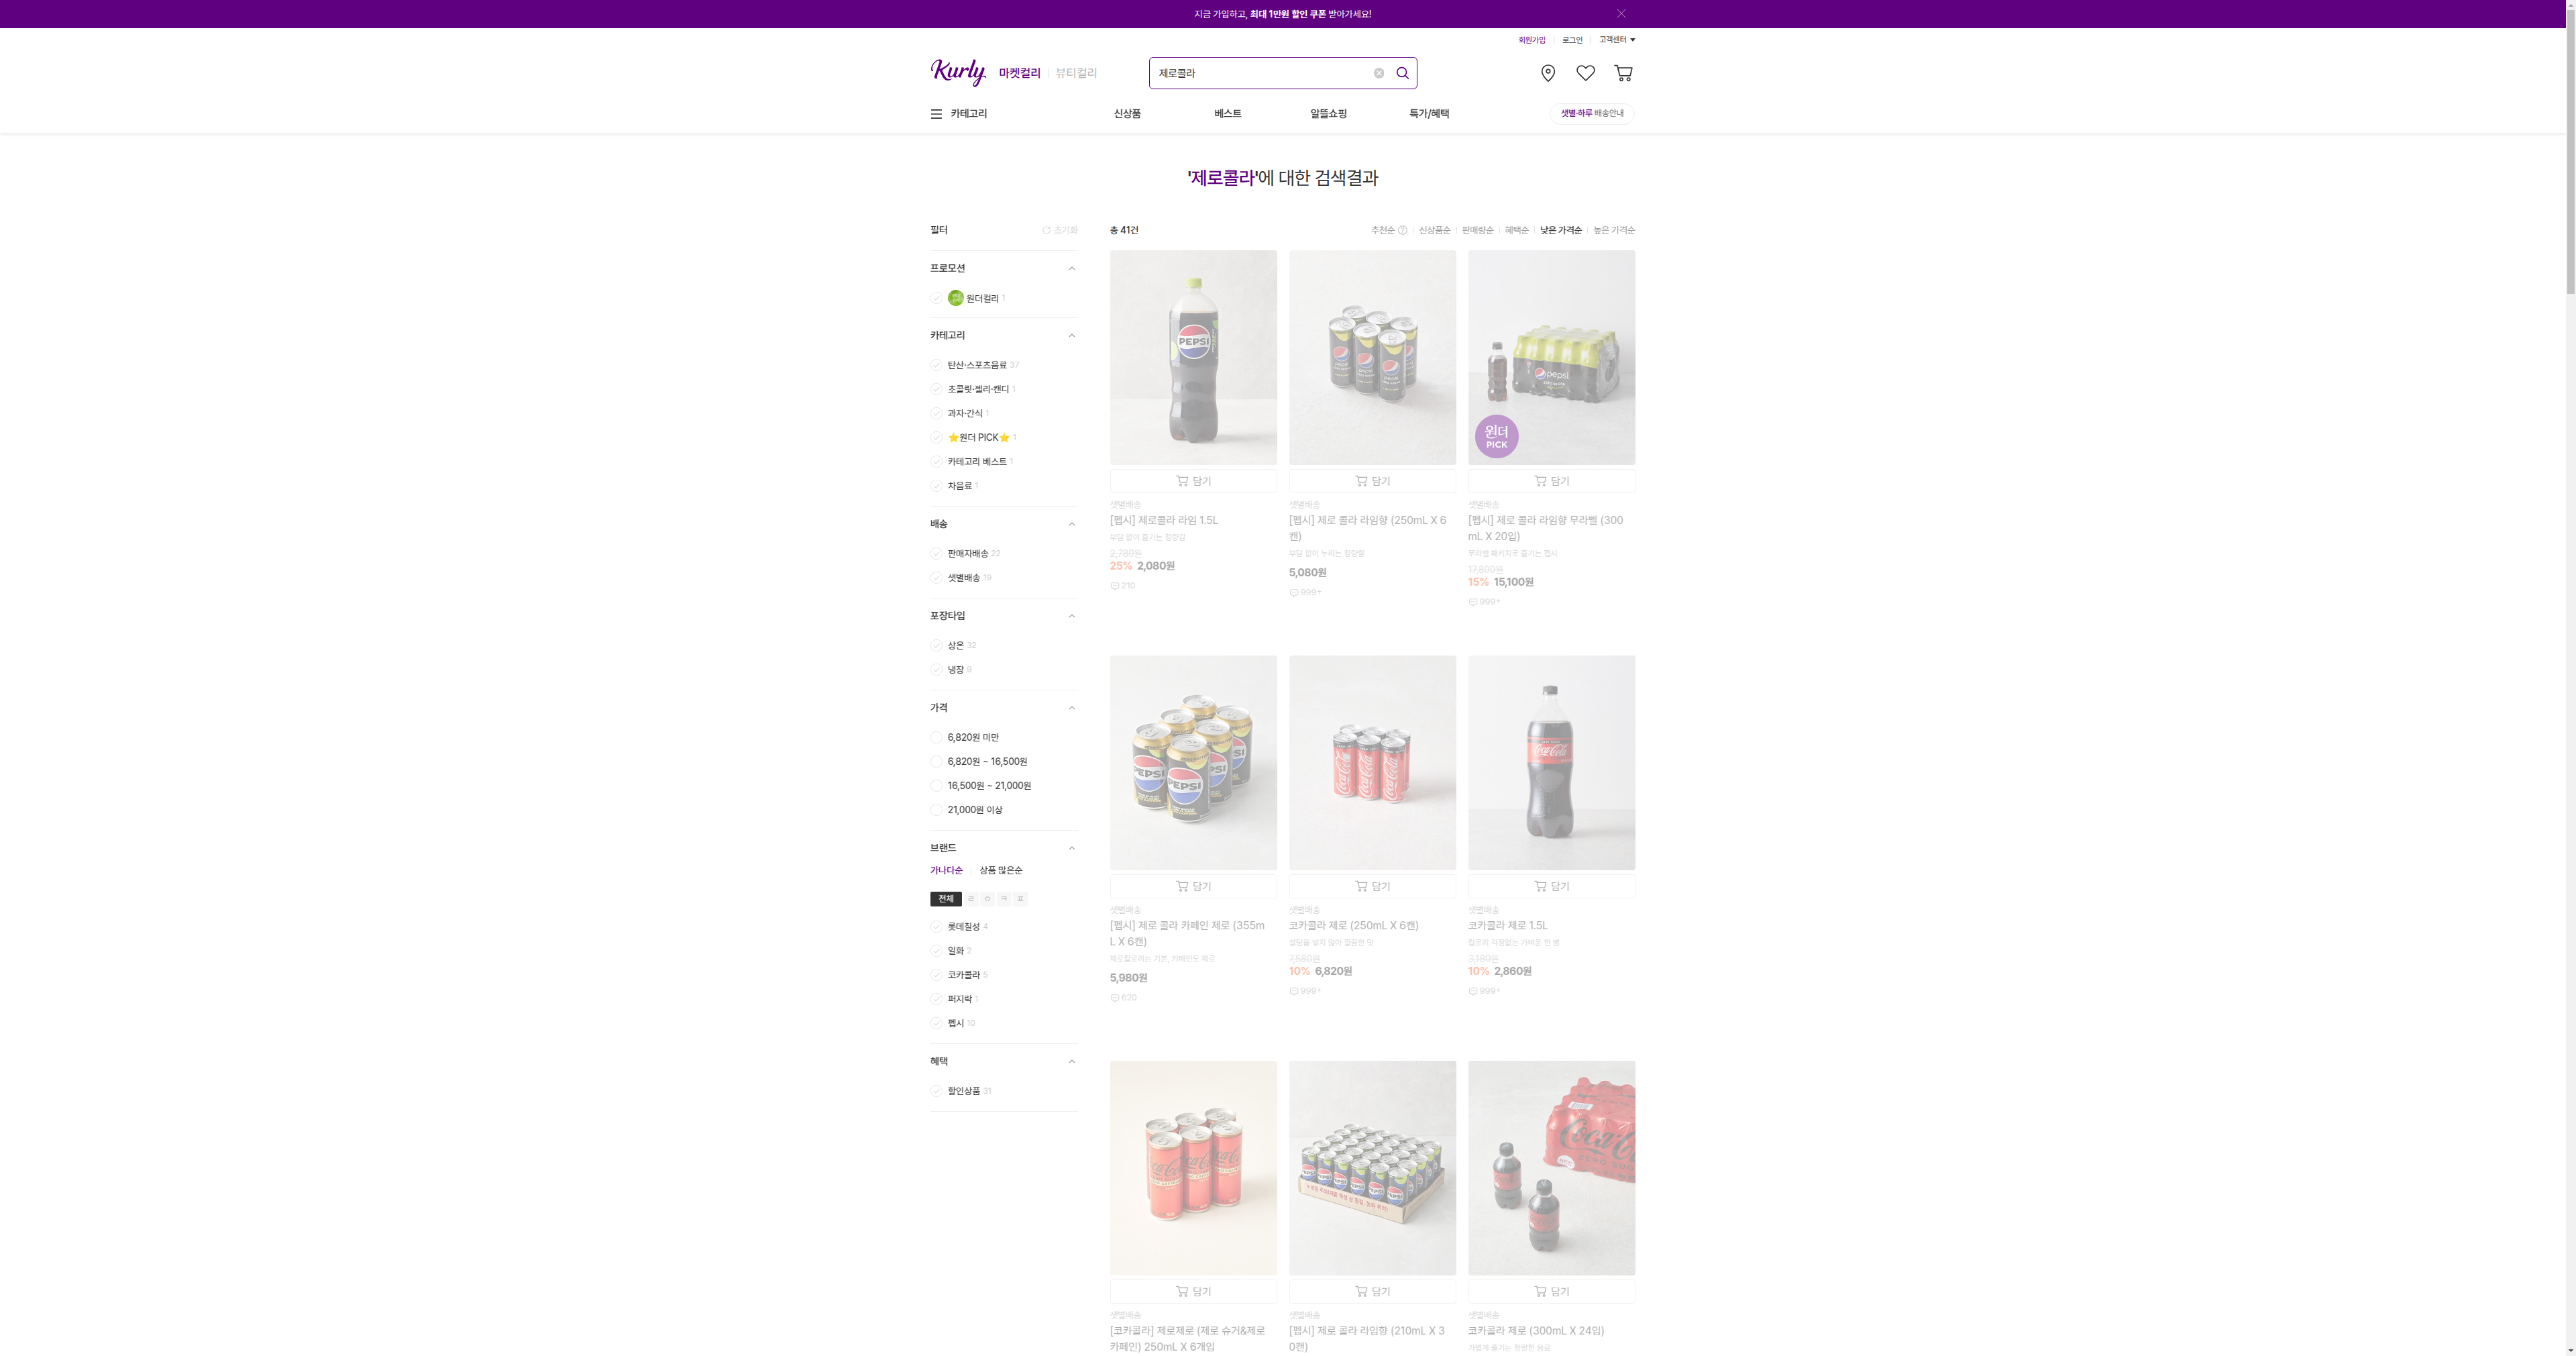 지금 가입하고, 최대 1만원 할인 쿠폰 받아가세요!
회원가입 로그인 고객센터
Kurly 마켓컬리 뷰티컬리
제로콜라
카테고리 신상품 베스트 알뜰쇼핑 특가/혜택 샛별·하루 배송안내
'제로콜라'에 대한 검색결과
필터 초기화
프로모션
원더컬리 1
카테고리
탄산·스포츠음료 37
초콜릿·젤리·캔디 1
과자·간식 1
⭐원더 PICK⭐ 1
카테고리 베스트 1
차음료 1
배송
판매자배송 22
샛별배송 19
포장타입
상온 32
냉장 9
가격
6,820원 미만
6,820원 ~ 16,500원
16,500원 ~ 21,000원
21,000원 이상
브랜드
가나다순 상품 많은순
전체 ㄹ ㅇ ㅋ ㅍ
롯데칠성 4
일화 2
코카콜라 5
퍼지락 1
펩시 10
혜택
할인상품 31
총 41건 추천순 신상품순 판매량순 혜택순 낮은 가격순 높은 가격순
PEPSI
담기
샛별배송
[펩시] 제로콜라 라임 1.5L
부담 없이 즐기는 청량감
2,780원
25% 2,080원
210
pepsi
담기
샛별배송
[펩시] 제로 콜라 라임향 (250mL X 6
캔)
부담 없이 누리는 청량함
5,080원
999+
pepsi
원더
PICK
담기
샛별배송
[펩시] 제로 콜라 라임향 무라벨 (300
mL X 20입)
무라벨 패키지로 즐기는 펩시
17,800원
15% 15,100원
999+
PEPSI
담기
샛별배송
[펩시] 제로 콜라 카페인 제로 (355m
L X 6캔)
제로칼로리는 기본, 카페인도 제로
5,980원
620
Coca-Cola
담기
샛별배송
코카콜라 제로 (250mL X 6캔)
설탕을 넣지 않아 깔끔한 맛
7,580원
10% 6,820원
999+
Coca-Cola
담기
샛별배송
코카콜라 제로 1.5L
칼로리 걱정없는 가벼운 한 병
3,180원
10% 2,860원
999+
Coca-Cola
담기
샛별배송
[코카콜라] 제로제로 (제로 슈거&제로
카페인) 250mL X 6개입
PEPSI
담기
샛별배송
[펩시] 제로 콜라 라임향 (210mL X 3
0캔)
Coca-Cola
ZERO SUG
담기
샛별배송
코카콜라 제로 (300mL X 24입)
가볍게 즐기는 청량한 음료